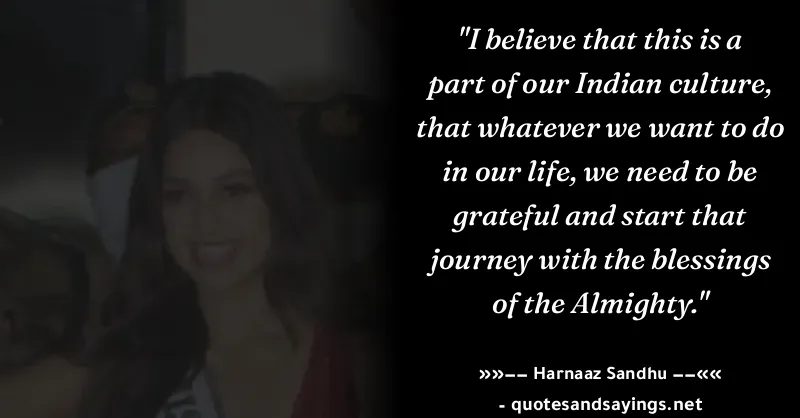 "I believe that this is a
part of our Indian culture,
that whatever we want to do
in our life, we need to be
grateful and start that
journey with the blessings
of the Almighty."
»»−− Harnaaz Sandhu −−««
- quotesandsayings.net